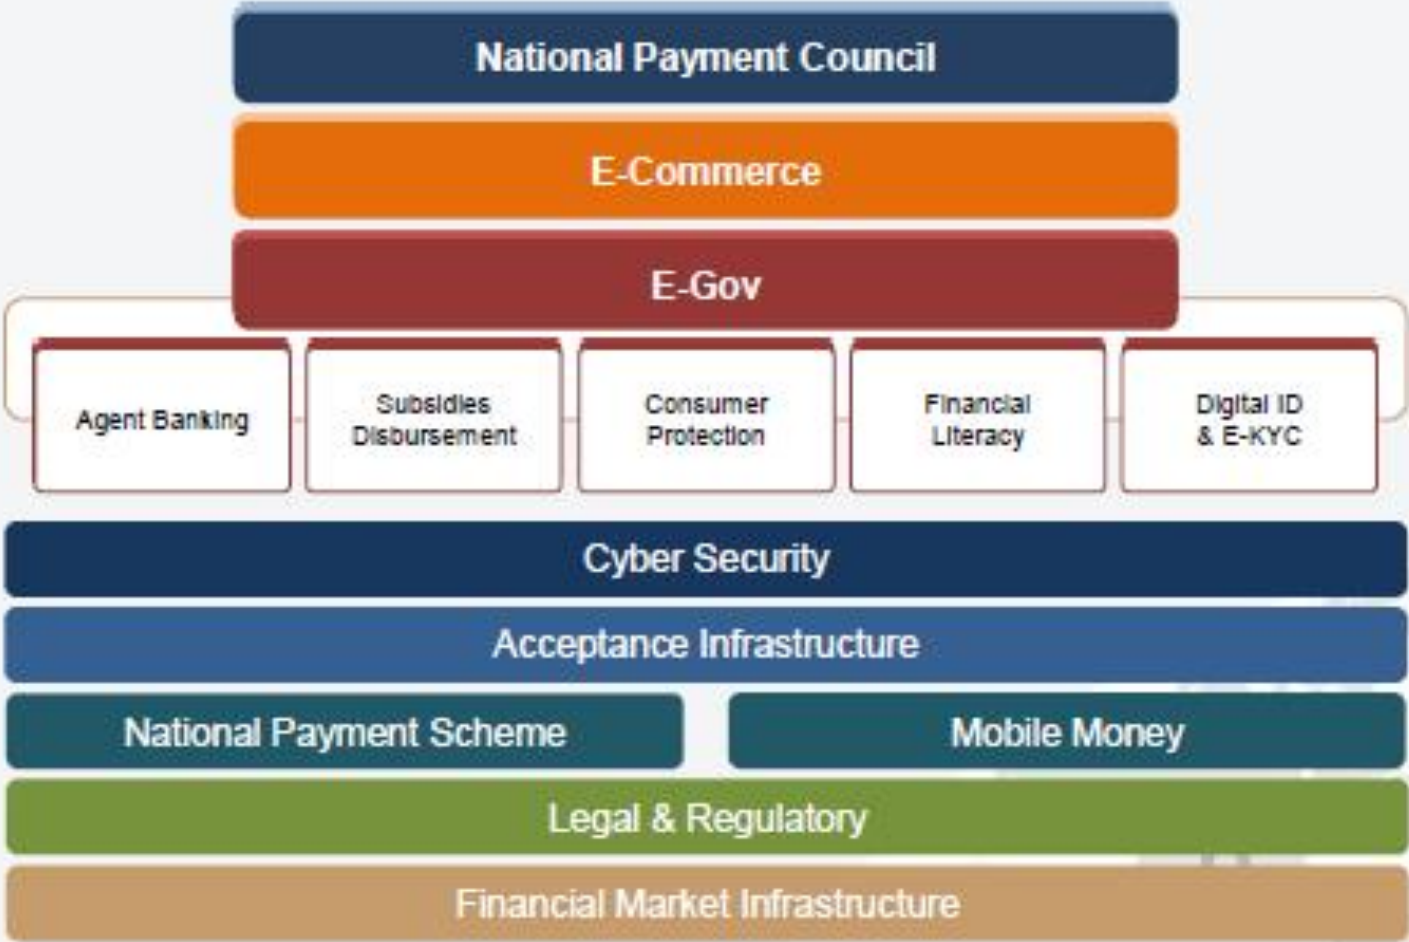 National Payment Council
E-Commerce
E-Gov
Agent Banking
Subsidies
Disbursement
Consumer
Protection
Financial
Literacy
Digital ID
& E-KYC
Cyber Security
Acceptance Infrastructure
National Payment Scheme
Mobile Money
Legal & Regulatory
Financial Market Infrastructure